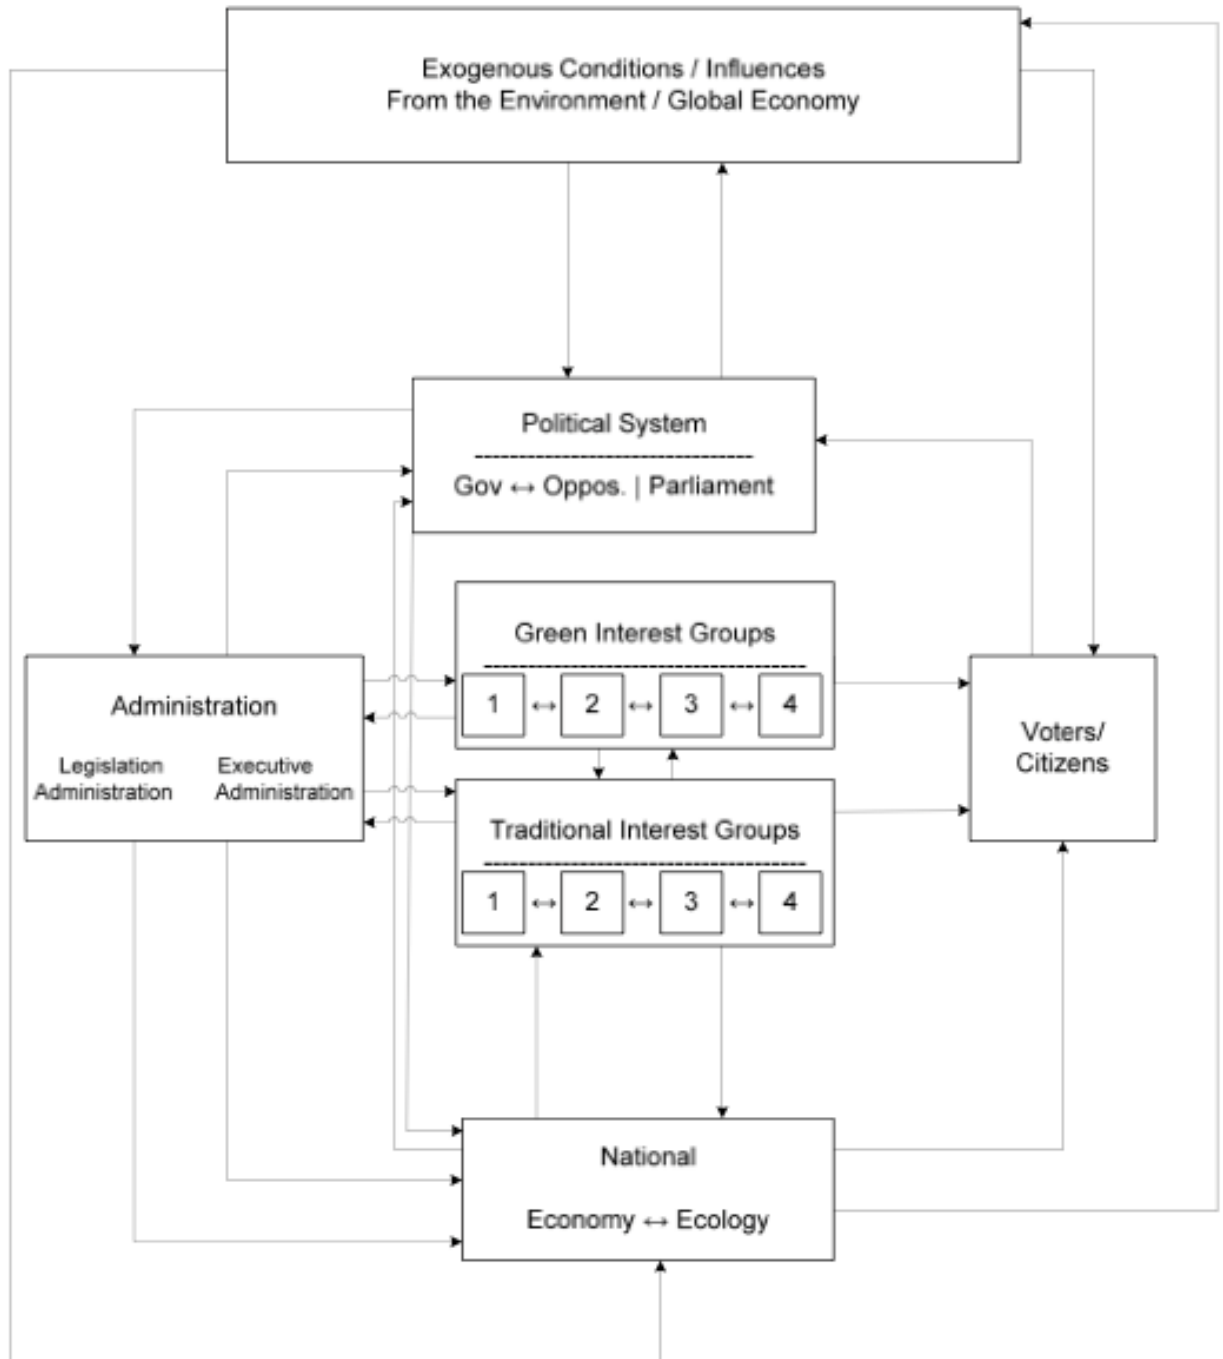 Exogenous Conditions / Influences
From the Environment / Global Economy
Political System
-------------------------------
Gov ↔ Oppos. | Parliament
Green Interest Groups
-----------------------------------
1 ↔ 2 ↔ 3 ↔ 4
Administration
Legislation Administration
Executive Administration
Traditional Interest Groups
-----------------------------------
1 ↔ 2 ↔ 3 ↔ 4
Voters/
Citizens
National
Economy ↔ Ecology